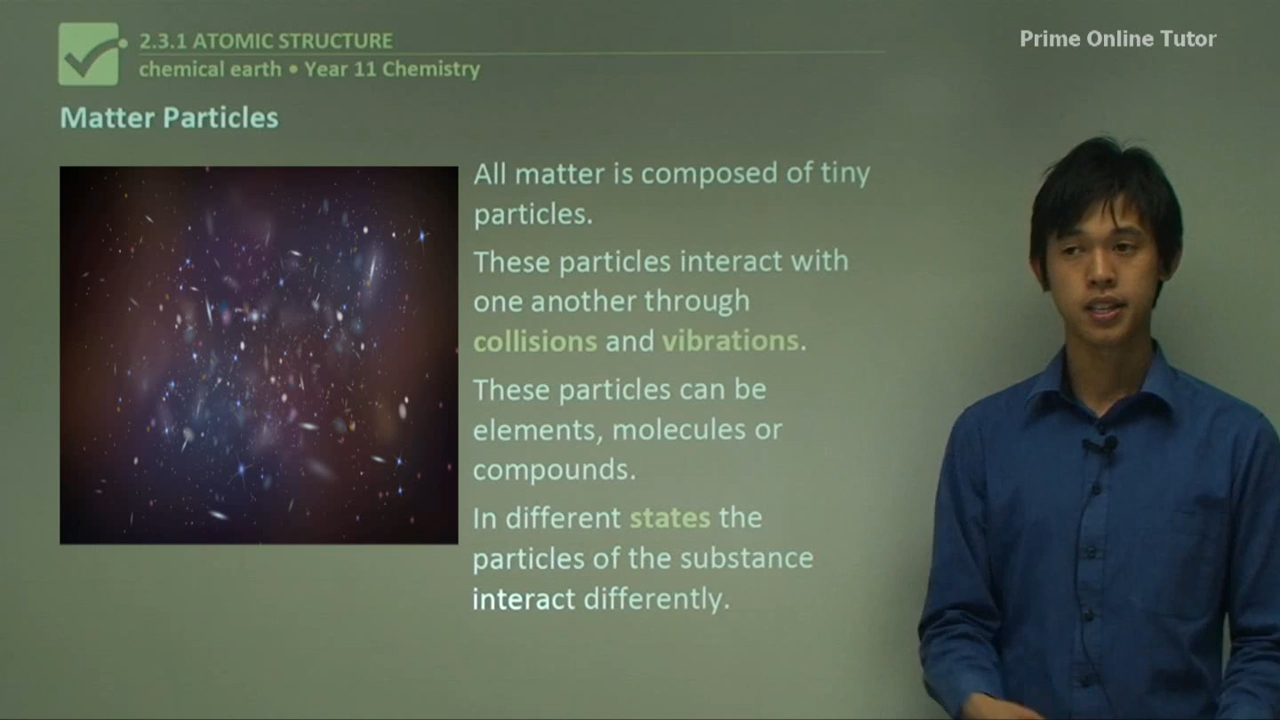 2.3.1 ATOMIC STRUCTURE
chemical earth • Year 11 Chemistry
Prime Online Tutor
Matter Particles
All matter is composed of tiny
particles.
These particles interact with
one another through
collisions and vibrations.
These particles can be
elements, molecules or
compounds.
In different states the
particles of the substance
interact differently.